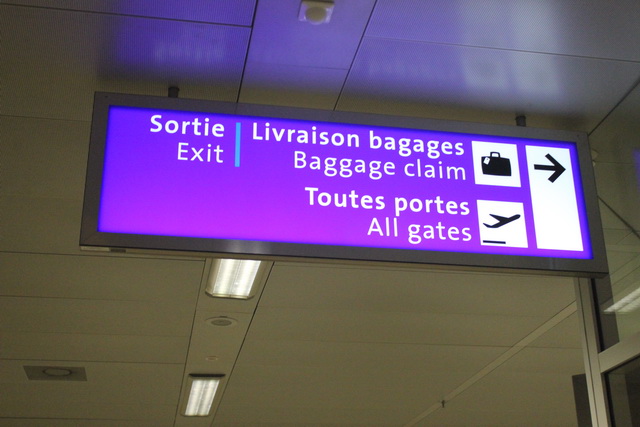 Sortie | Livraison bagages
Exit | Baggage claim
Toutes portes
All gates